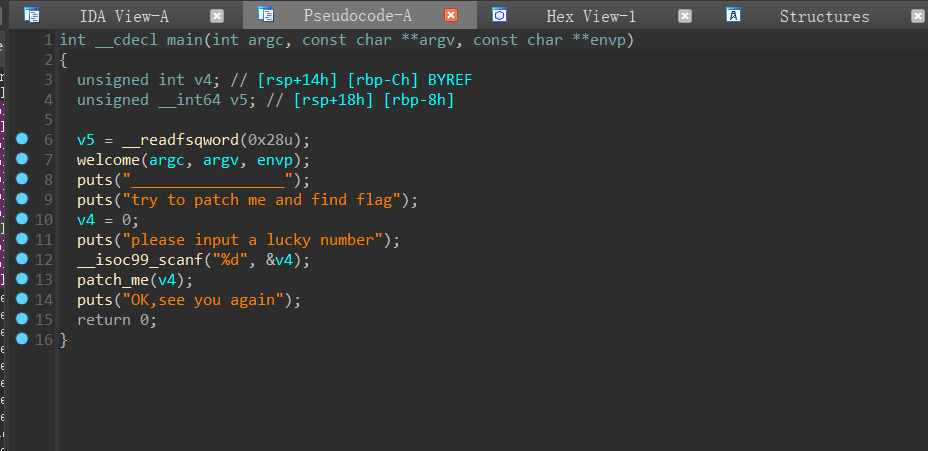 IDA View-A Pseudocode-A Hex View-1 Structures
1 int __cdecl main(int argc, const char **argv, const char **envp)
2 {
3 unsigned int v4; // [rsp+14h] [rbp-Ch] BYREF
4 unsigned __int64 v5; // [rsp+18h] [rbp-8h]
5
6 v5 = __readfsqword(0x28u);
7 welcome(argc, argv, envp);
8 puts("_________________");
9 puts("try to patch me and find flag");
10 v4 = 0;
11 puts("please input a lucky number");
12 __isoc99_scanf("%d", &v4);
13 patch_me(v4);
14 puts("OK,see you again");
15 return 0;
16 }